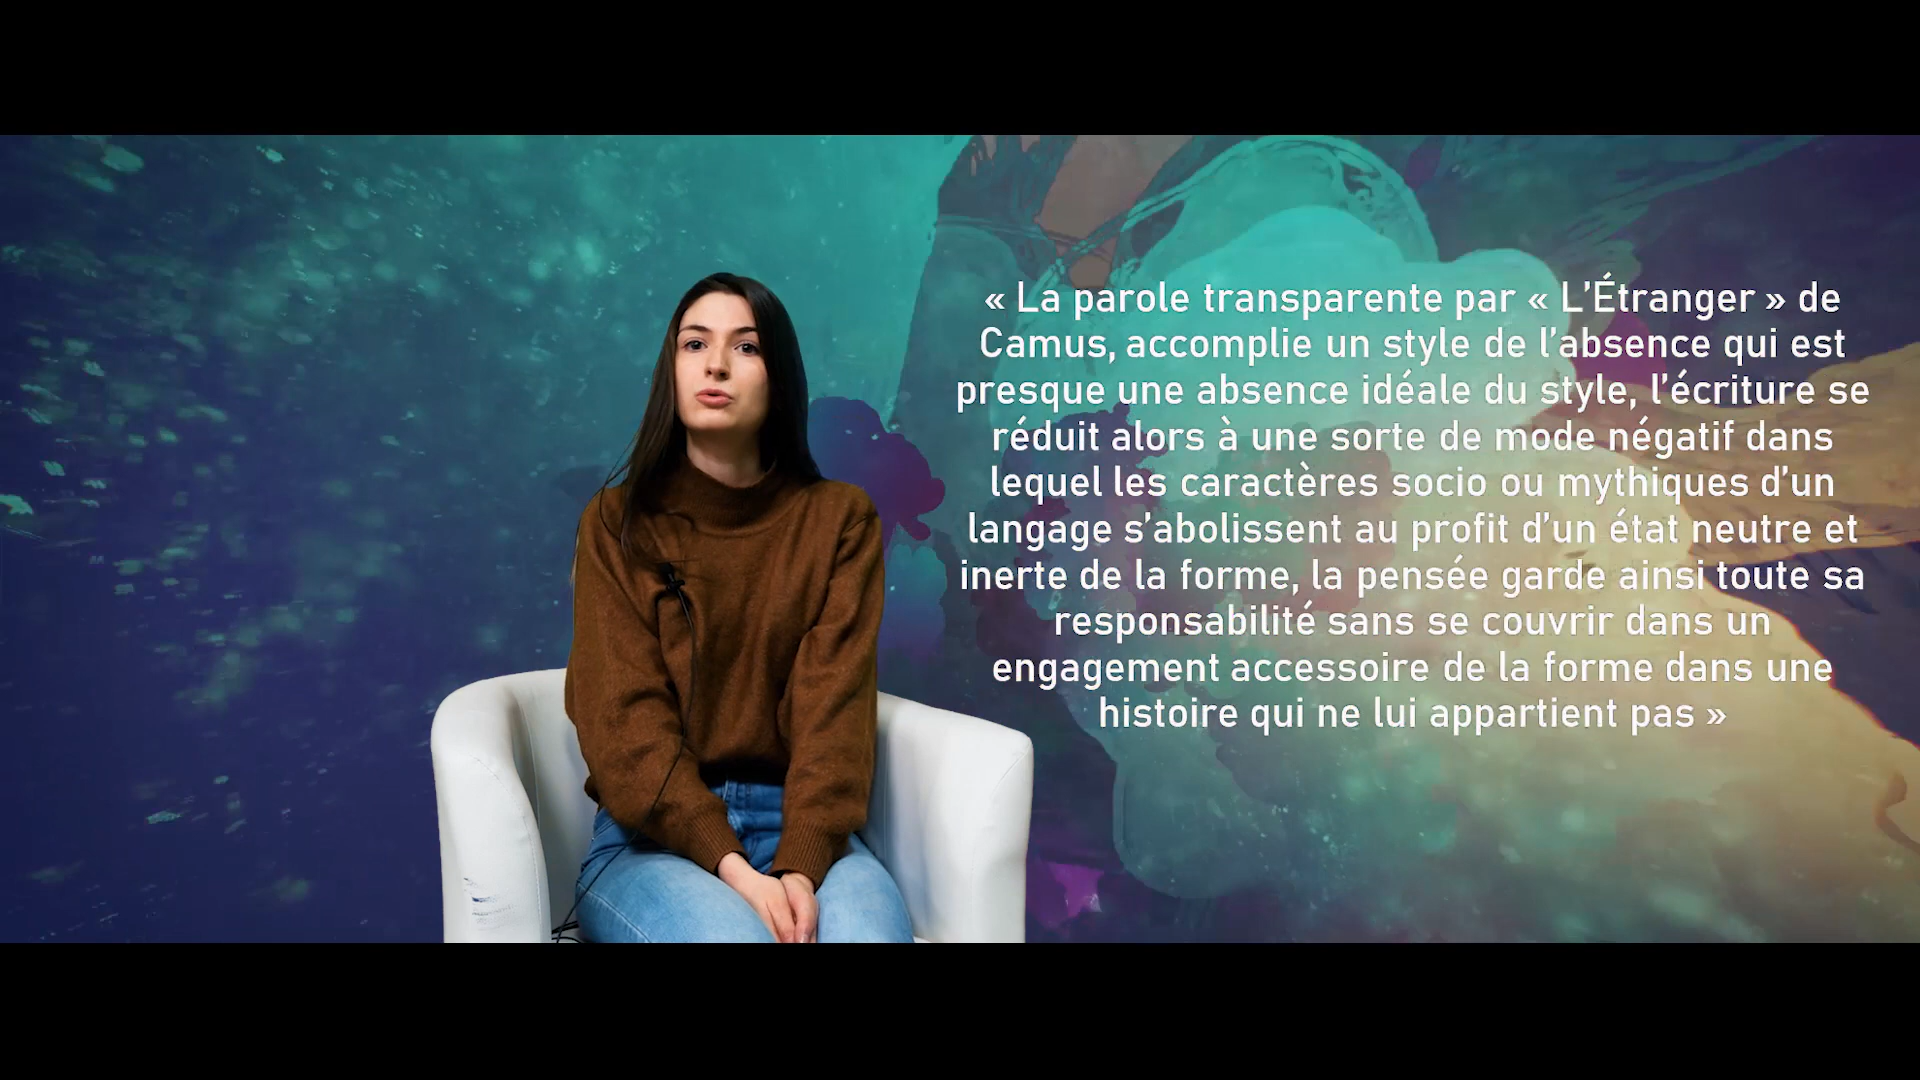 « La parole transparente par « L'Étranger » de
Camus, accomplie un style de l'absence qui est
presque une absence idéale du style, l'écriture se
réduit alors à une sorte de mode négatif dans
lequel les caractères socio ou mythiques d'un
langage s'abolissent au profit d'un état neutre et
inerte de la forme, la pensée garde ainsi toute sa
responsabilité sans se couvrir dans un
engagement accessoire de la forme dans une
histoire qui ne lui appartient pas »